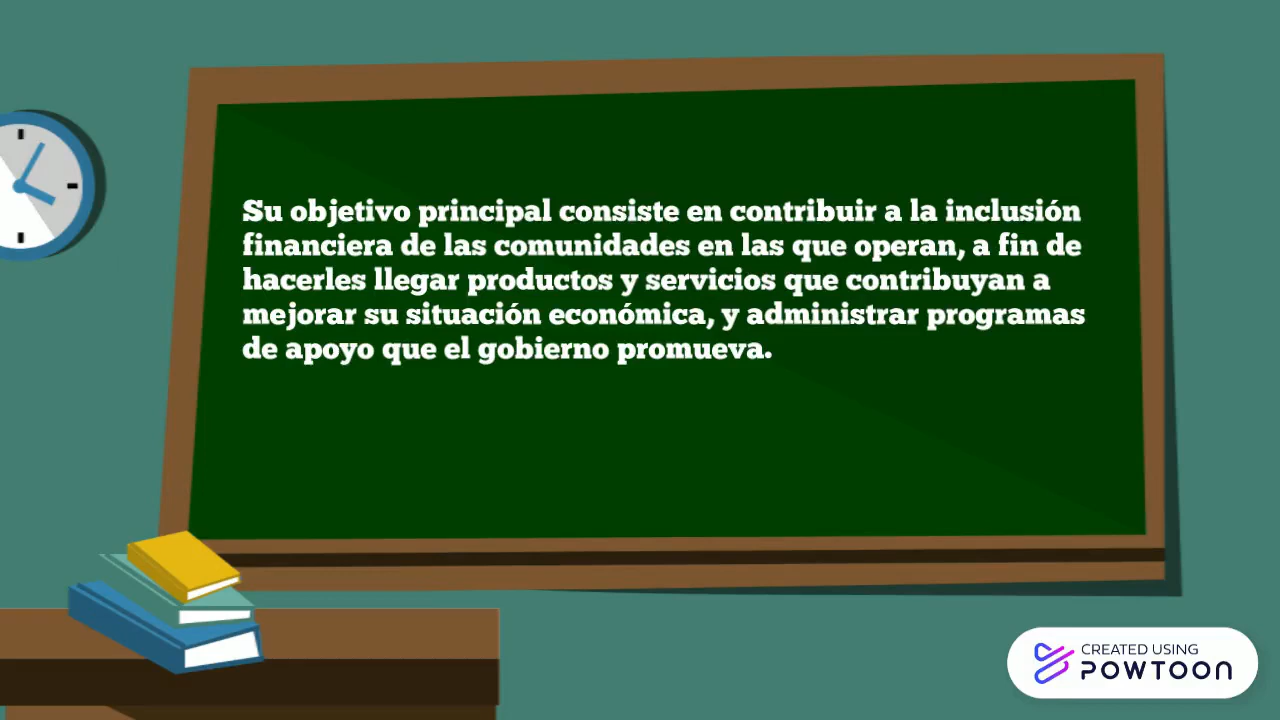 Su objetivo principal consiste en contribuir a la inclusión
financiera de las comunidades en las que operan, a fin de
hacerles llegar productos y servicios que contribuyan a
mejorar su situación económica, y administrar programas
de apoyo que el gobierno promueva.
CREATED USING
POWTOON